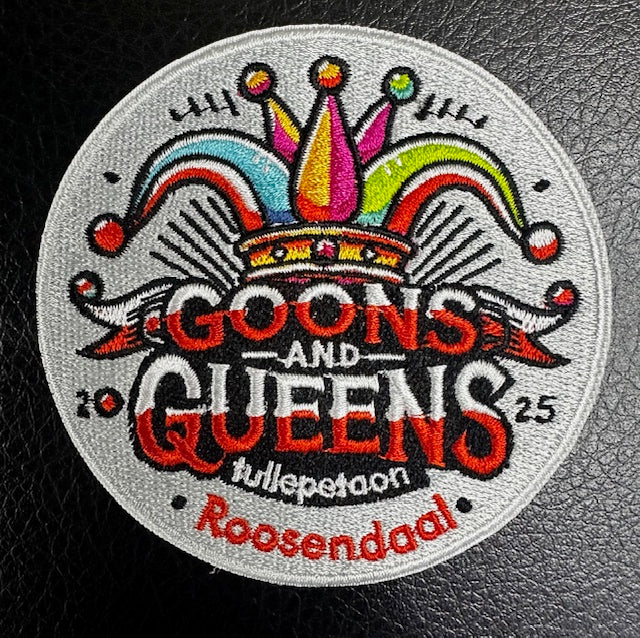 GOONS
AND
QUEENS
20 25
tullepetaon
Roosendaal